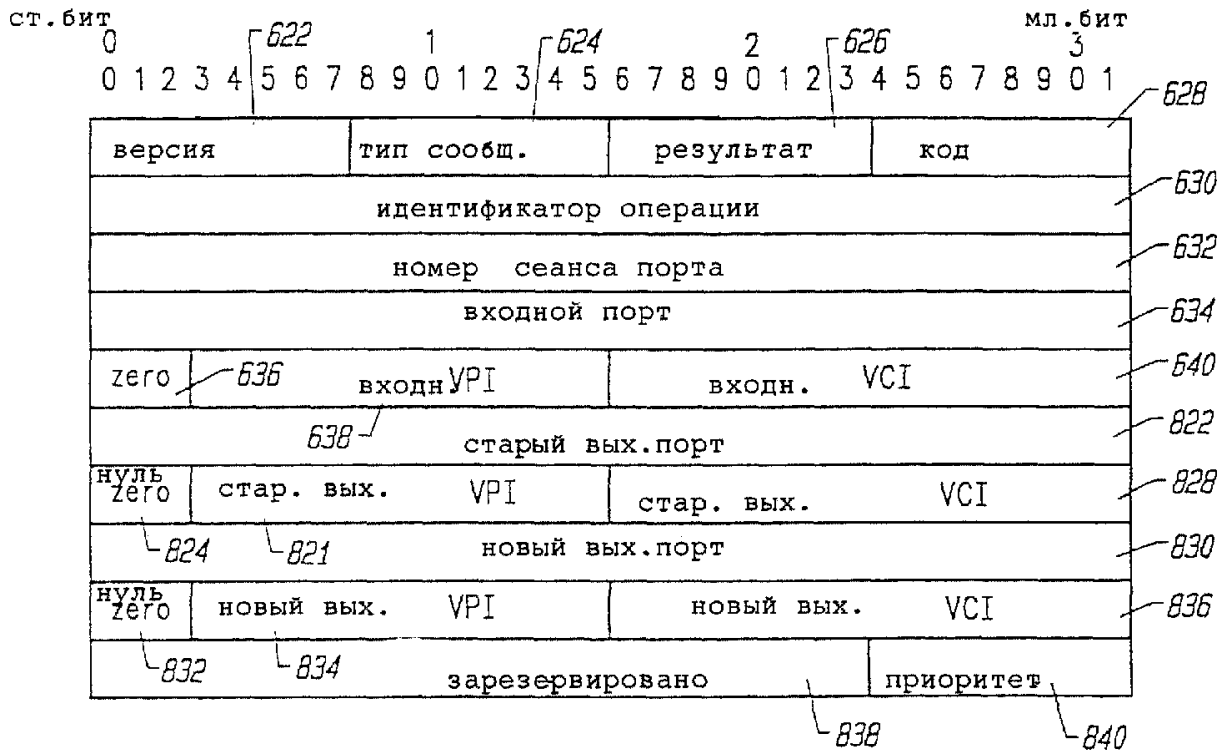 ст.бит мл.бит
0 622 1 624 2 626 3
0 1 2 3 4 5 6 7 8 9 0 1 2 3 4 5 6 7 8 9 0 1 2 3 4 5 6 7 8 9 0 1
628
версия тип сообщ. результат код
630
идентификатор операции
632
номер сеанса порта
входной порт 634
zero 636 входн. VPI входн. VCI 640
638 старый вых.порт 822
нуль
zero стар. вых. VPI стар. вых. VCI 828
824 821 новый вых.порт 830
нуль
zero новый вых. VPI новый вых. VCI 836
832 834
зарезервировано приоритет
838 840